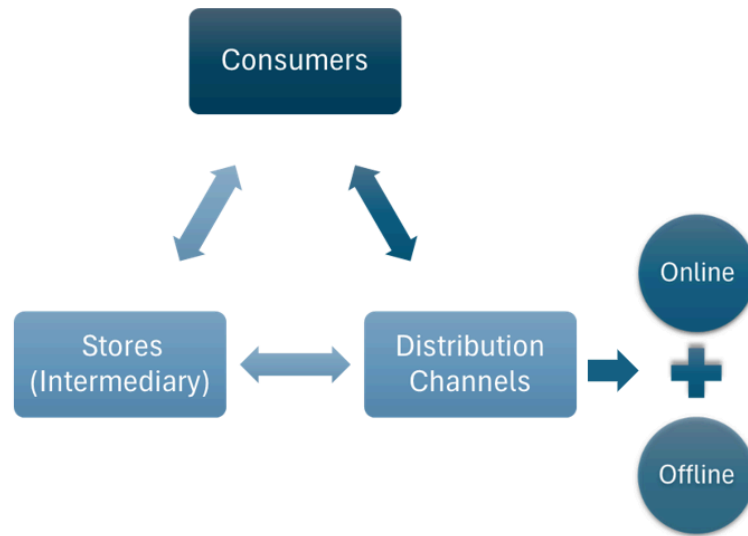 Consumers
Stores
(Intermediary)
Distribution
Channels
Online
Offline